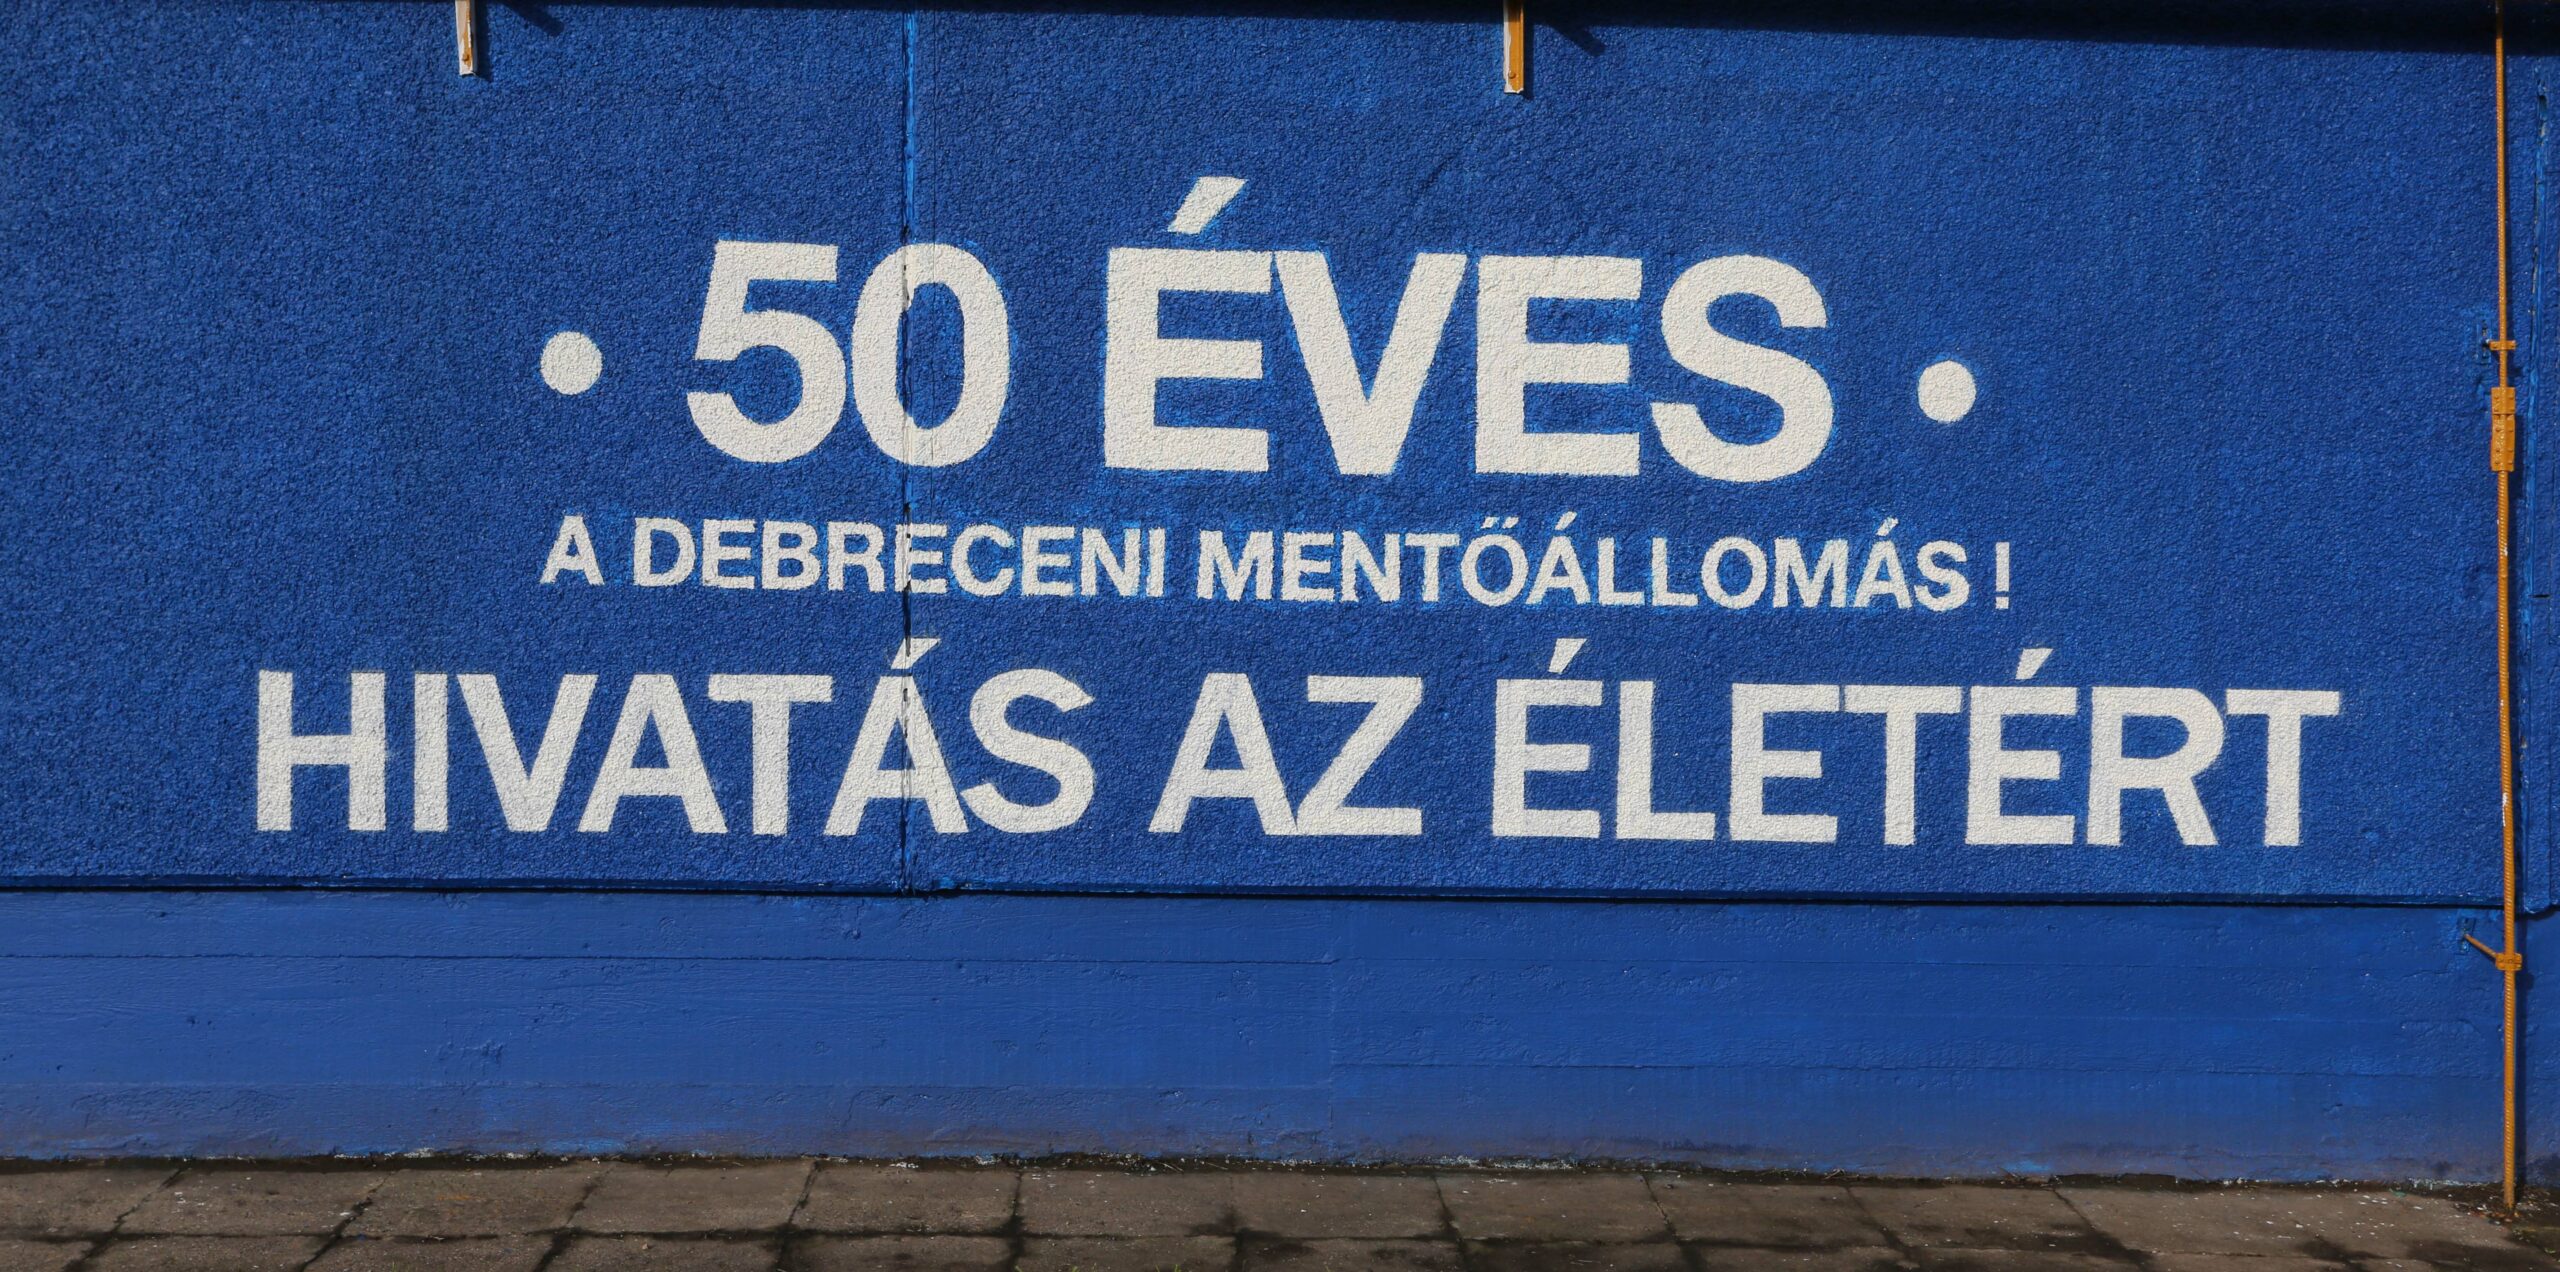 • 50 ÉVES •
A DEBRECENI MENTŐÁLLOMÁS !
HIVATÁS AZ ÉLETÉRT